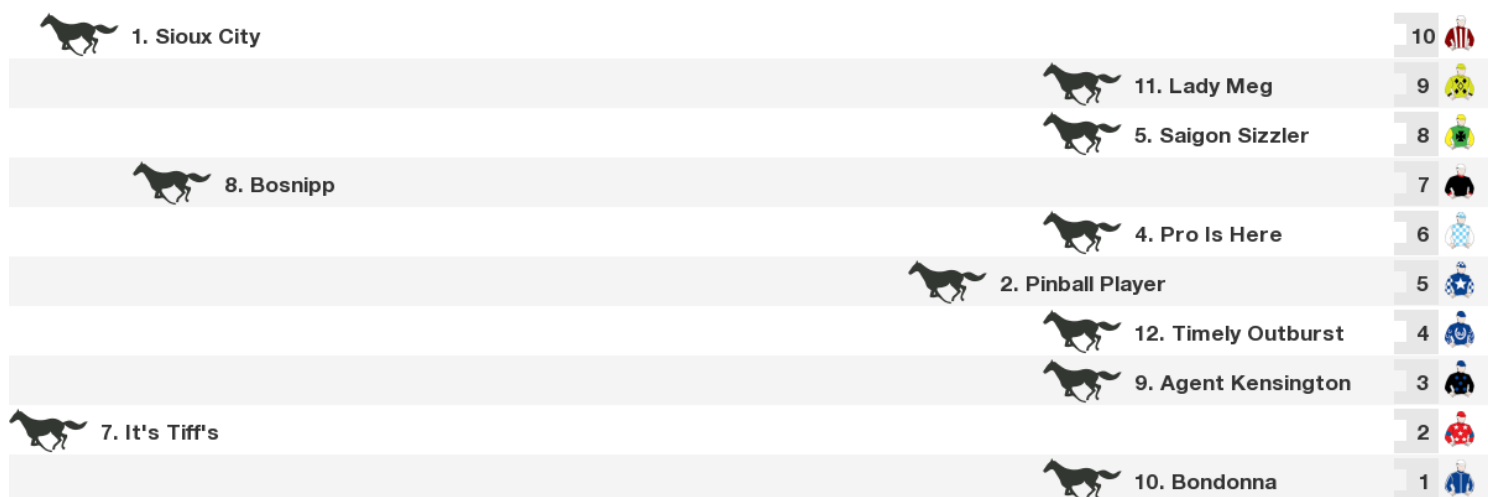 1. Sioux City 10
11. Lady Meg 9
5. Saigon Sizzler 8
8. Bosnipp 7
4. Pro Is Here 6
2. Pinball Player 5
12. Timely Outburst 4
9. Agent Kensington 3
7. It's Tiff's 2
10. Bondonna 1